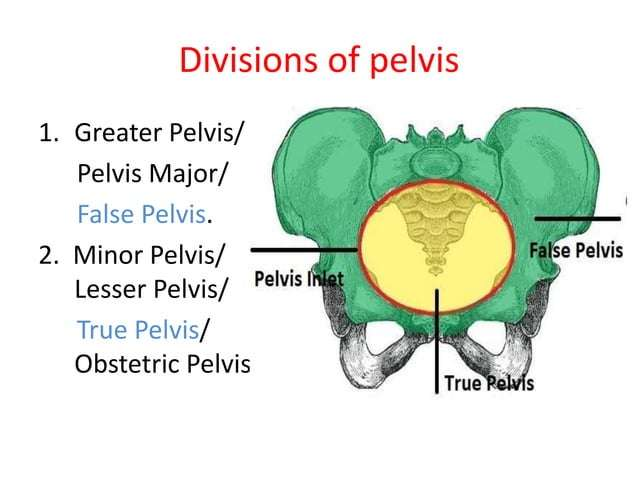 Divisions of pelvis
1. Greater Pelvis/
Pelvis Major/
False Pelvis.
2. Minor Pelvis/
Lesser Pelvis/
True Pelvis/
Obstetric Pelvis
False Pelvis
Pelvis Inlet
True Pelvis